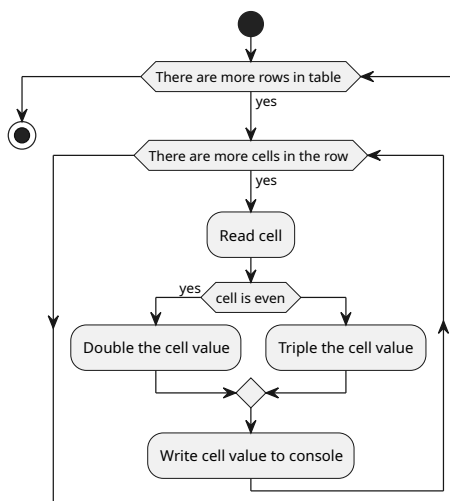 There are more rows in table
yes
There are more cells in the row
yes
Read cell
yes
cell is even
Double the cell value
Triple the cell value
Write cell value to console